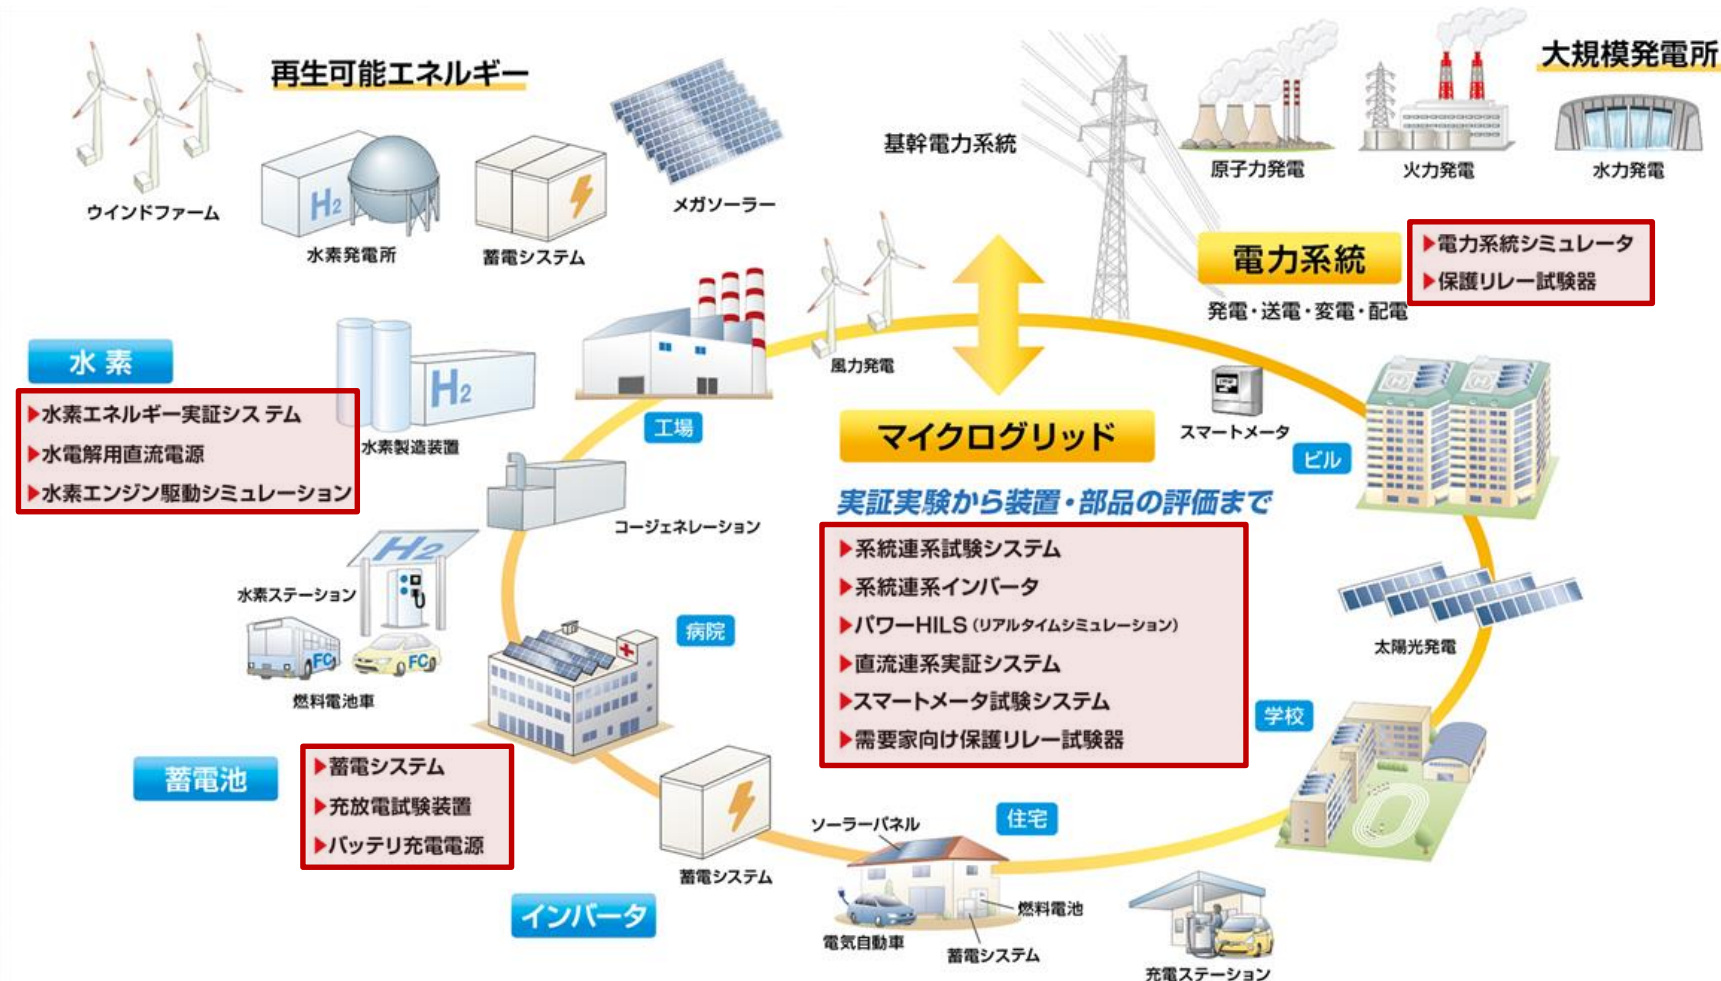 再生可能エネルギー
大規模発電所
基幹電力系統
原子力発電
火力発電
水力発電
ウインドファーム
H2
水素発電所
蓄電システム
メガソーラー
電力系統
▶電力系統シミュレータ
▶保護リレー試験器
発電・送電・変電・配電
水 素
▶水素エネルギー実証システム
▶水電解用直流電源
▶水素エンジン駆動シミュレーション
H2
水素製造装置
工場
風力発電
スマートメータ
ビル
マイクログリッド
実証実験から装置・部品の評価まで
▶系統連系試験システム
▶系統連系インバータ
▶パワーHILS（リアルタイムシミュレーション）
▶直流連系実証システム
▶スマートメータ試験システム
▶需要家向け保護リレー試験器
コージェネレーション
H2
水素ステーション
FC
FC
燃料電池車
病院
太陽光発電
学校
蓄電池
▶蓄電システム
▶充放電試験装置
▶バッテリ充電電源
蓄電システム
インバータ
ソーラーパネル
住宅
燃料電池
電気自動車
蓄電システム
充電ステーション